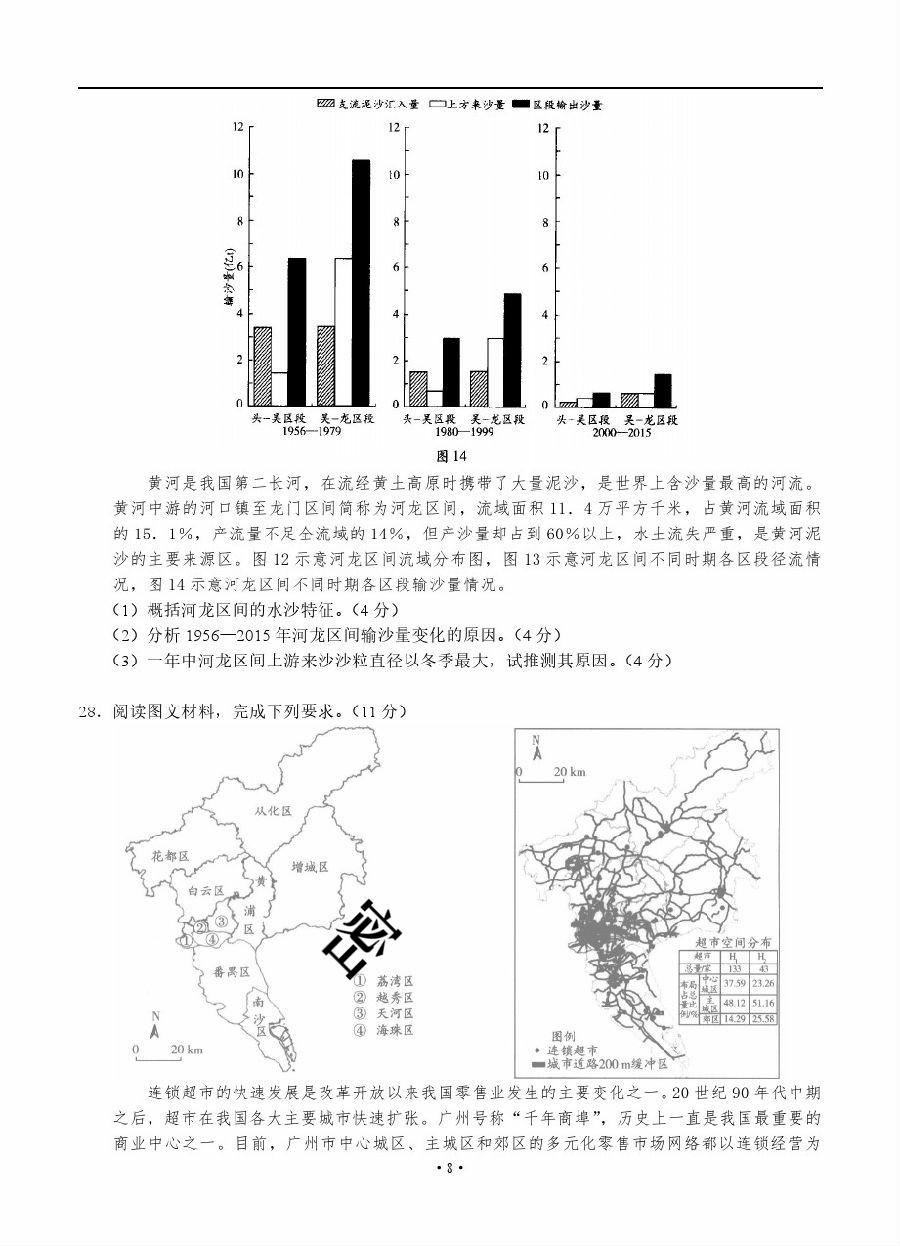 支流泥沙汇入量 上方来沙量 区段输出沙量
12 12 12
10 10 10
8 8 8
6 6 6
4 4 4
2 2 2
0 0 0
输沙量(亿t)
头-吴区段 吴-龙区段 头-吴区段 吴-龙区段 头-吴区段 吴-龙区段
1956—1979 1980—1999 2000—2015
图14
黄河是我国第二长河，在流经黄土高原时携带了大量泥沙，是世界上含沙量最高的河流。
黄河中游的河口镇至龙门区间简称为河龙区间，流域面积 11．4 万平方千米，占黄河流域面积
的 15．1%，产流量不足全流域的 14%，但产沙量却占到 60%以上，水土流失严重，是黄河泥
沙的主要来源区。图 12 示意河龙区间流域分布图，图 13 示意河龙区间不同时期各区段径流情
况，图 14 示意河龙区间不同时期各区段输沙量情况。
（1）概括河龙区间的水沙特征。（4 分）
（2）分析 1956—2015 年河龙区间输沙量变化的原因。（4 分）
（3）一年中河龙区间上游来沙沙粒直径以冬季最大，试推测其原因。（4 分）
28．阅读图文材料，完成下列要求。（11 分）
从化区
花都区
增城区
白云区
黄埔区
② ③
① ④
番禺区
南沙区
密
① 荔湾区
② 越秀区
③ 天河区
④ 海珠区
N
0 20 km
N
0 20 km
超市空间分布
超市 H₁ H₂
总量/家 133 43
布局占总量比例/% 中心城区 37.59 23.26
主城区 48.12 51.16
郊区 14.29 25.58
图例
连锁超市
城市道路200 m缓冲区
连锁超市的快速发展是改革开放以来我国零售业发生的主要变化之一。20 世纪 90 年代中期
之后，超市在我国各大主要城市快速扩张。广州号称“千年商埠”，历史上一直是我国最重要的
商业中心之一。目前，广州市中心城区、主城区和郊区的多元化零售市场网络都以连锁经营为
·8·